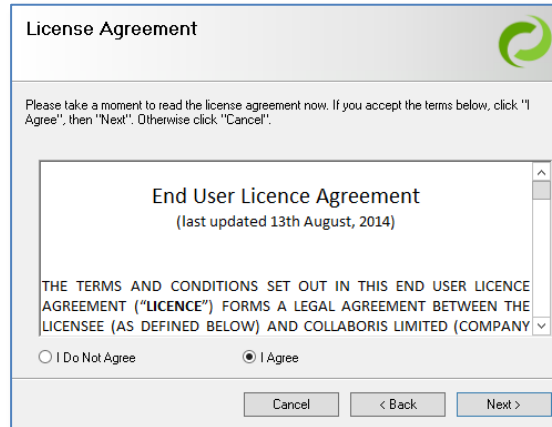 License Agreement
Please take a moment to read the license agreement now. If you accept the terms below, click "I
Agree", then "Next". Otherwise click "Cancel".
End User Licence Agreement
(last updated 13th August, 2014)
THE TERMS AND CONDITIONS SET OUT IN THIS END USER LICENCE
AGREEMENT (“LICENCE”) FORMS A LEGAL AGREEMENT BETWEEN THE
LICENSEE (AS DEFINED BELOW) AND COLLABORIS LIMITED (COMPANY
I Do Not Agree
I Agree
Cancel
< Back
Next >